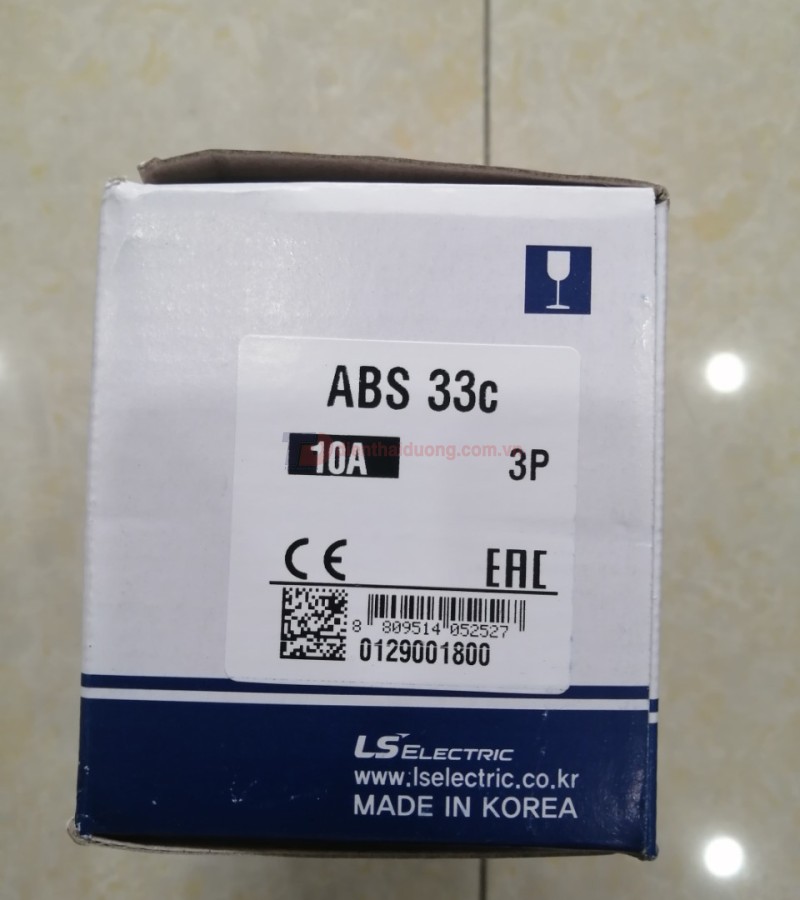 ABS 33c
10A
3P
CE EAC
8 809514 052527
0129001800
LS ELECTRIC
www.lselectric.co.kr
MADE IN KOREA